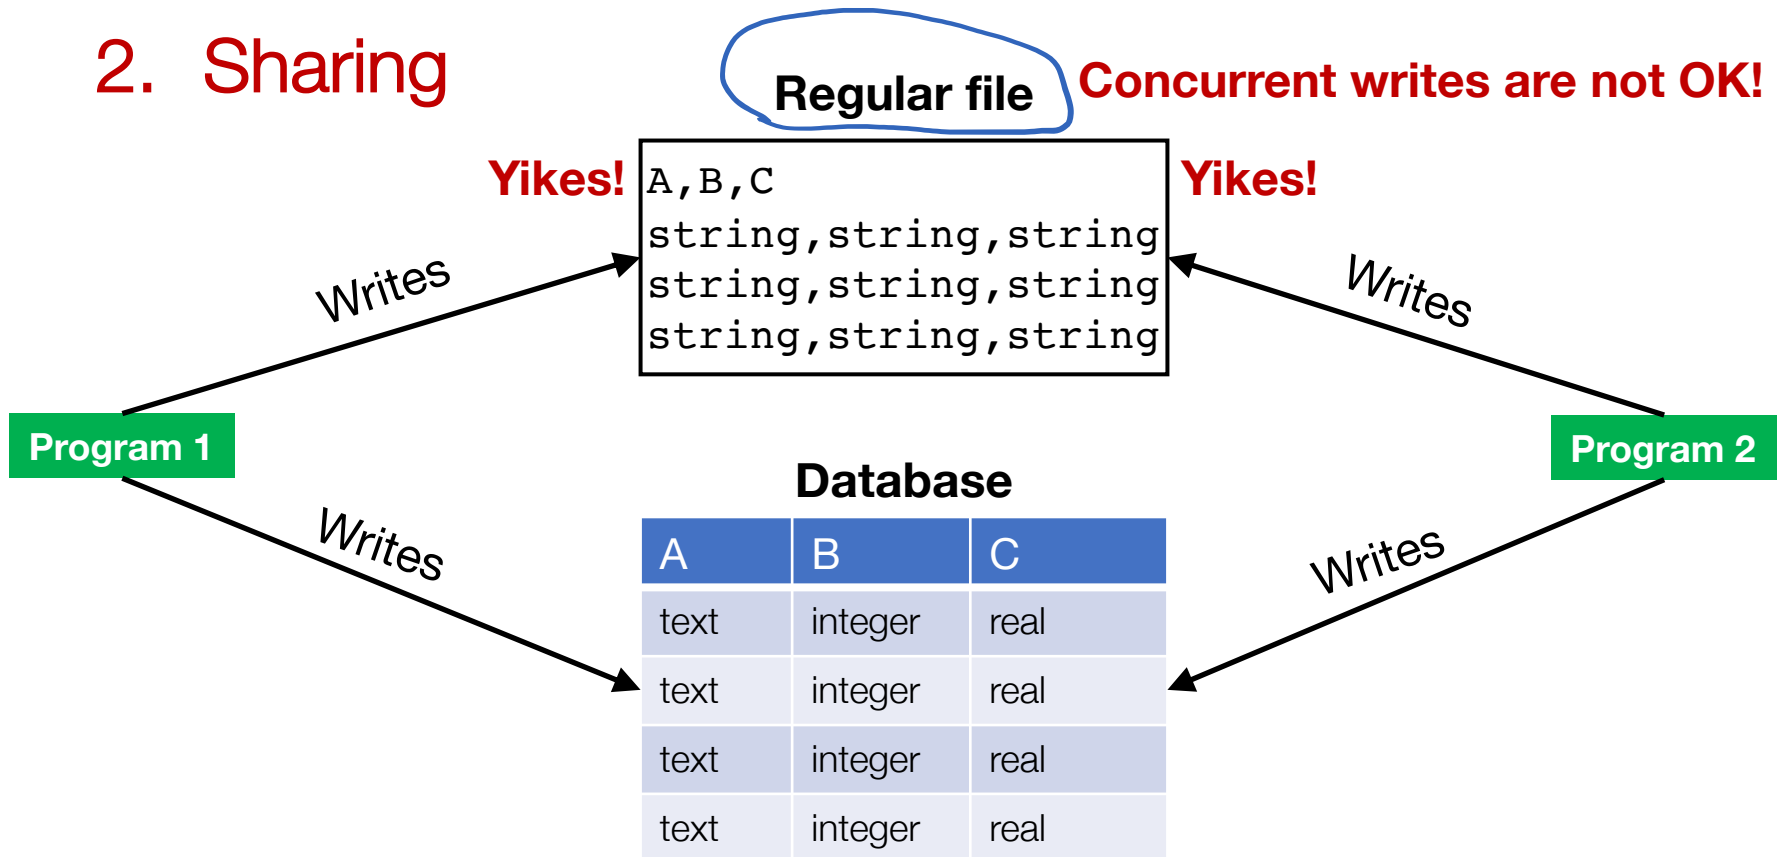 2. Sharing
Regular file
Concurrent writes are not OK!
Yikes!
A,B,C
string,string,string
string,string,string
string,string,string
Yikes!
Writes
Writes
Program 1
Program 2
Writes
Writes
Database
A B C
text integer real
text integer real
text integer real
text integer real